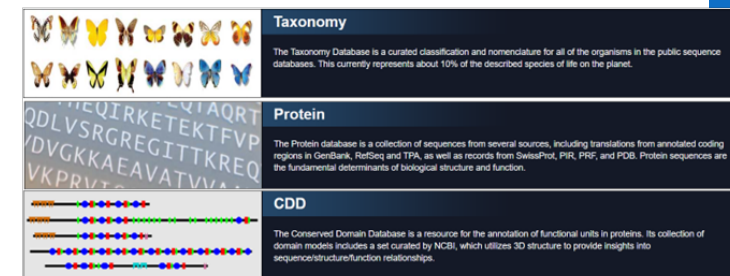 Taxonomy
The Taxonomy Database is a curated classification and nomenclature for all of the organisms in the public sequence
databases. This currently represents about 10% of the described species of life on the planet.
HEQIRKETEKTFVP
QDLVSRGREGITTKREQ
Protein
The Protein database is a collection of sequences from several sources, including translations from annotated coding
regions in GenBank, RefSeq and TPA, as well as records from SwissProt, PIR, PRF, and PDB. Protein sequences are
the fundamental determinants of biological structure and function.
CDD
The Conserved Domain Database is a resource for the annotation of functional units in proteins. Its collection of
domain models includes a set curated by NCBI, which utilizes 3D structure to provide insights into
sequence/structure/function relationships.